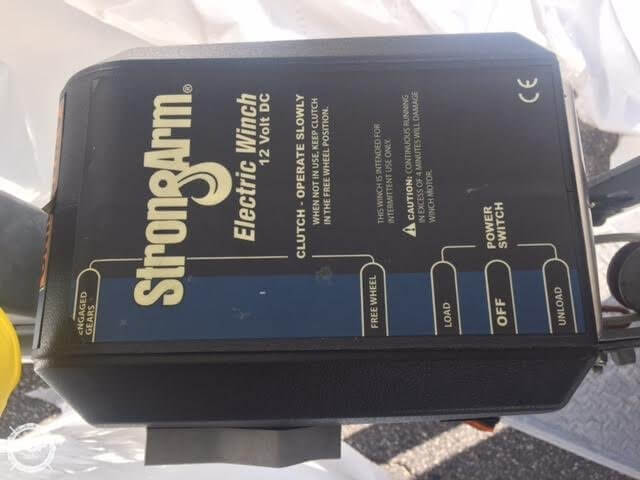 StrongArm®
Electric Winch
12 Volt DC
CLUTCH - OPERATE SLOWLY
WHEN NOT IN USE, KEEP CLUTCH
IN THE FREE WHEEL POSITION.
THIS WINCH IS INTENDED FOR
INTERMITTENT USE ONLY.
CAUTION: CONTINUOUS RUNNING
IN EXCESS OF 4 MINUTES WILL DAMAGE
WINCH MOTOR.
CE
ENGAGED
GEARS
FREE WHEEL
POWER
SWITCH
LOAD
OFF
UNLOAD